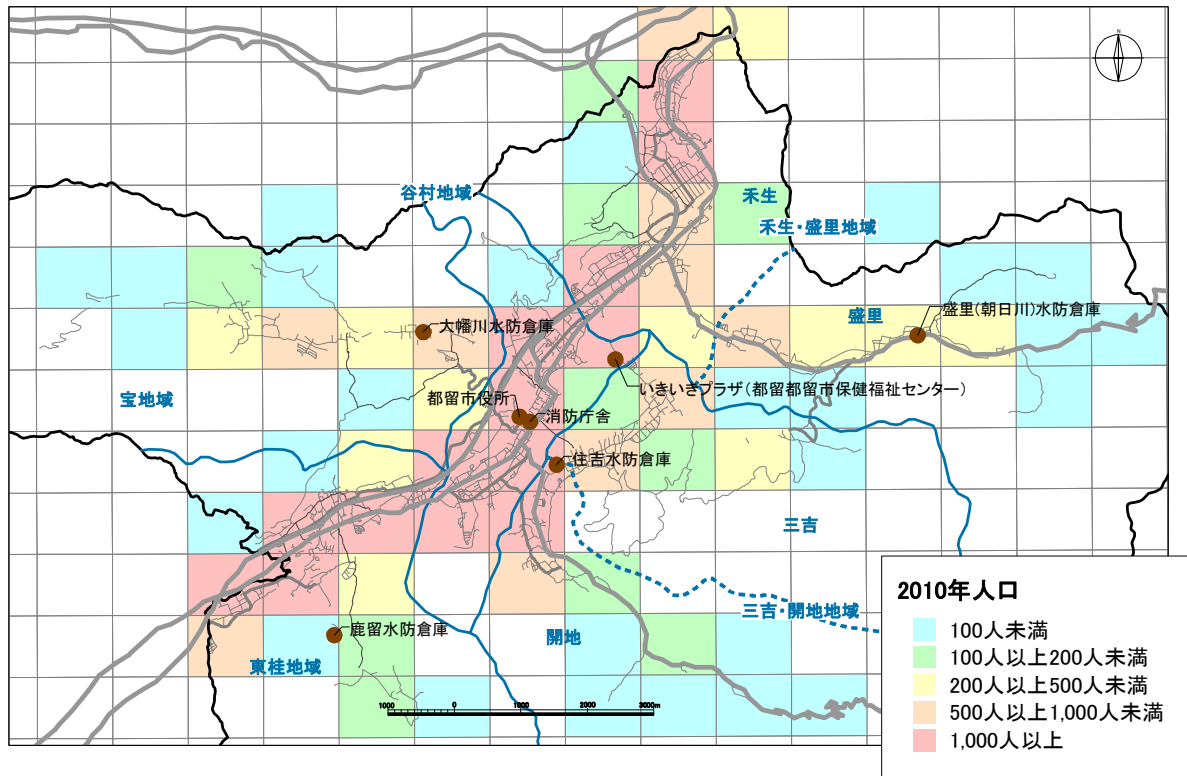 N
谷村地域
禾生
禾生・盛里地域
盛里
盛里(朝日川)水防倉庫
大幡川水防倉庫
いきいきプラザ(都留都留市保健福祉センター)
宝地域
都留市役所
消防庁舎
住吉水防倉庫
三吉
三吉・開地地域
開地
鹿留水防倉庫
東桂地域
1000 0 1000 2000 3000m
2010年人口
100人未満
100人以上200人未満
200人以上500人未満
500人以上1,000人未満
1,000人以上